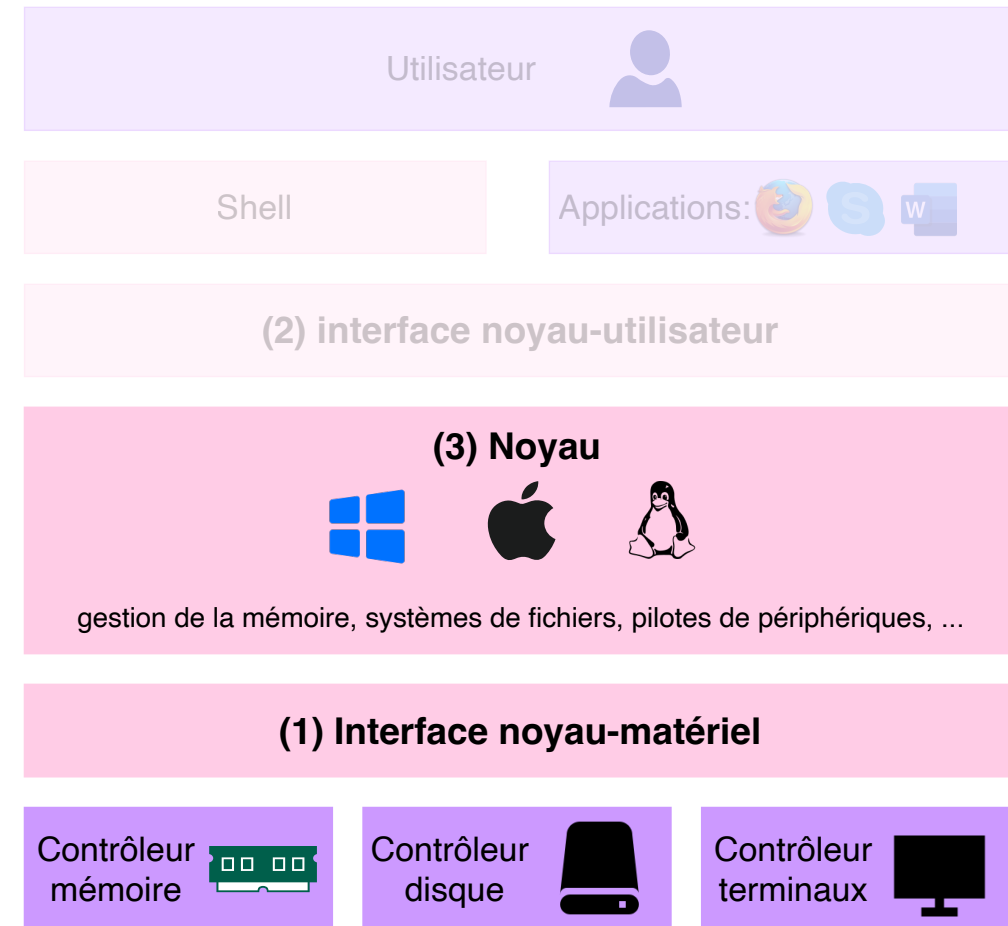 Utilisateur
Shell
Applications:
S
W
(2) interface noyau-utilisateur
(3) Noyau
gestion de la mémoire, systèmes de fichiers, pilotes de périphériques, ...
(1) Interface noyau-matériel
Contrôleur
mémoire
Contrôleur
disque
Contrôleur
terminaux